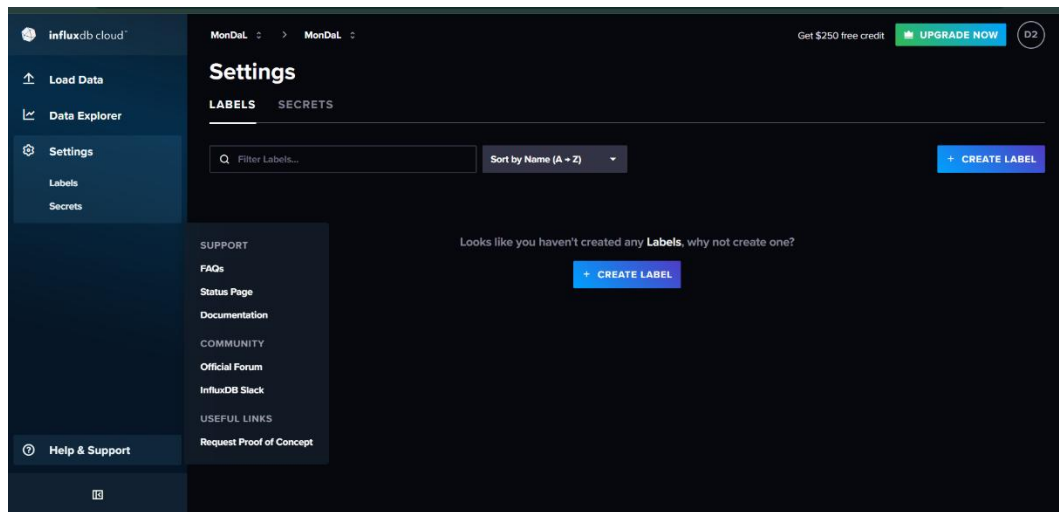 influxdb cloud
MonDaL > MonDaL
Get $250 free credit
UPGRADE NOW
D2
Load Data
Data Explorer
Settings
Labels
Secrets
Settings
LABELS SECRETS
Filter Labels...
Sort by Name (A → Z)
+ CREATE LABEL
Looks like you haven't created any Labels, why not create one?
+ CREATE LABEL
SUPPORT
FAQs
Status Page
Documentation
COMMUNITY
Official Forum
InfluxDB Slack
USEFUL LINKS
Request Proof of Concept
Help & Support